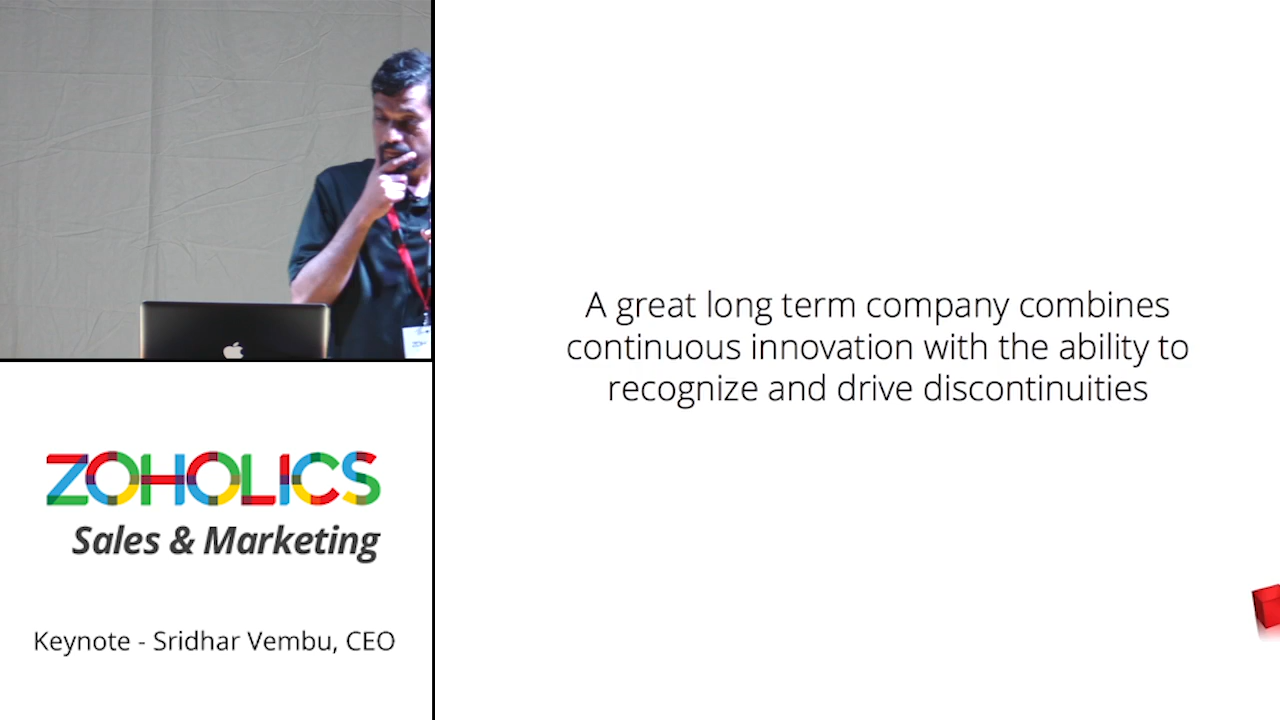 ZOHOLICS
Sales & Marketing
Keynote - Sridhar Vembu, CEO
A great long term company combines
continuous innovation with the ability to
recognize and drive discontinuities